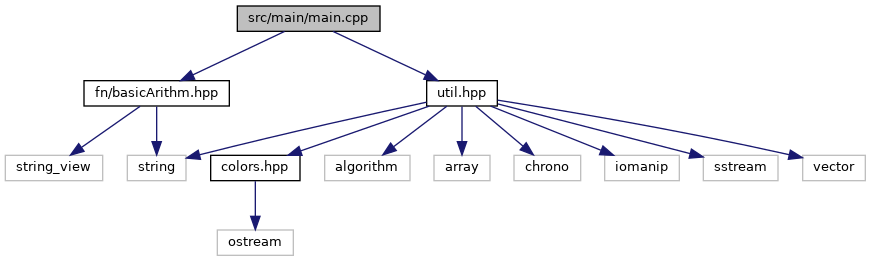 src/main/main.cpp
fn/basicArithm.hpp
util.hpp
string_view
string
colors.hpp
algorithm
array
chrono
iomanip
sstream
vector
ostream